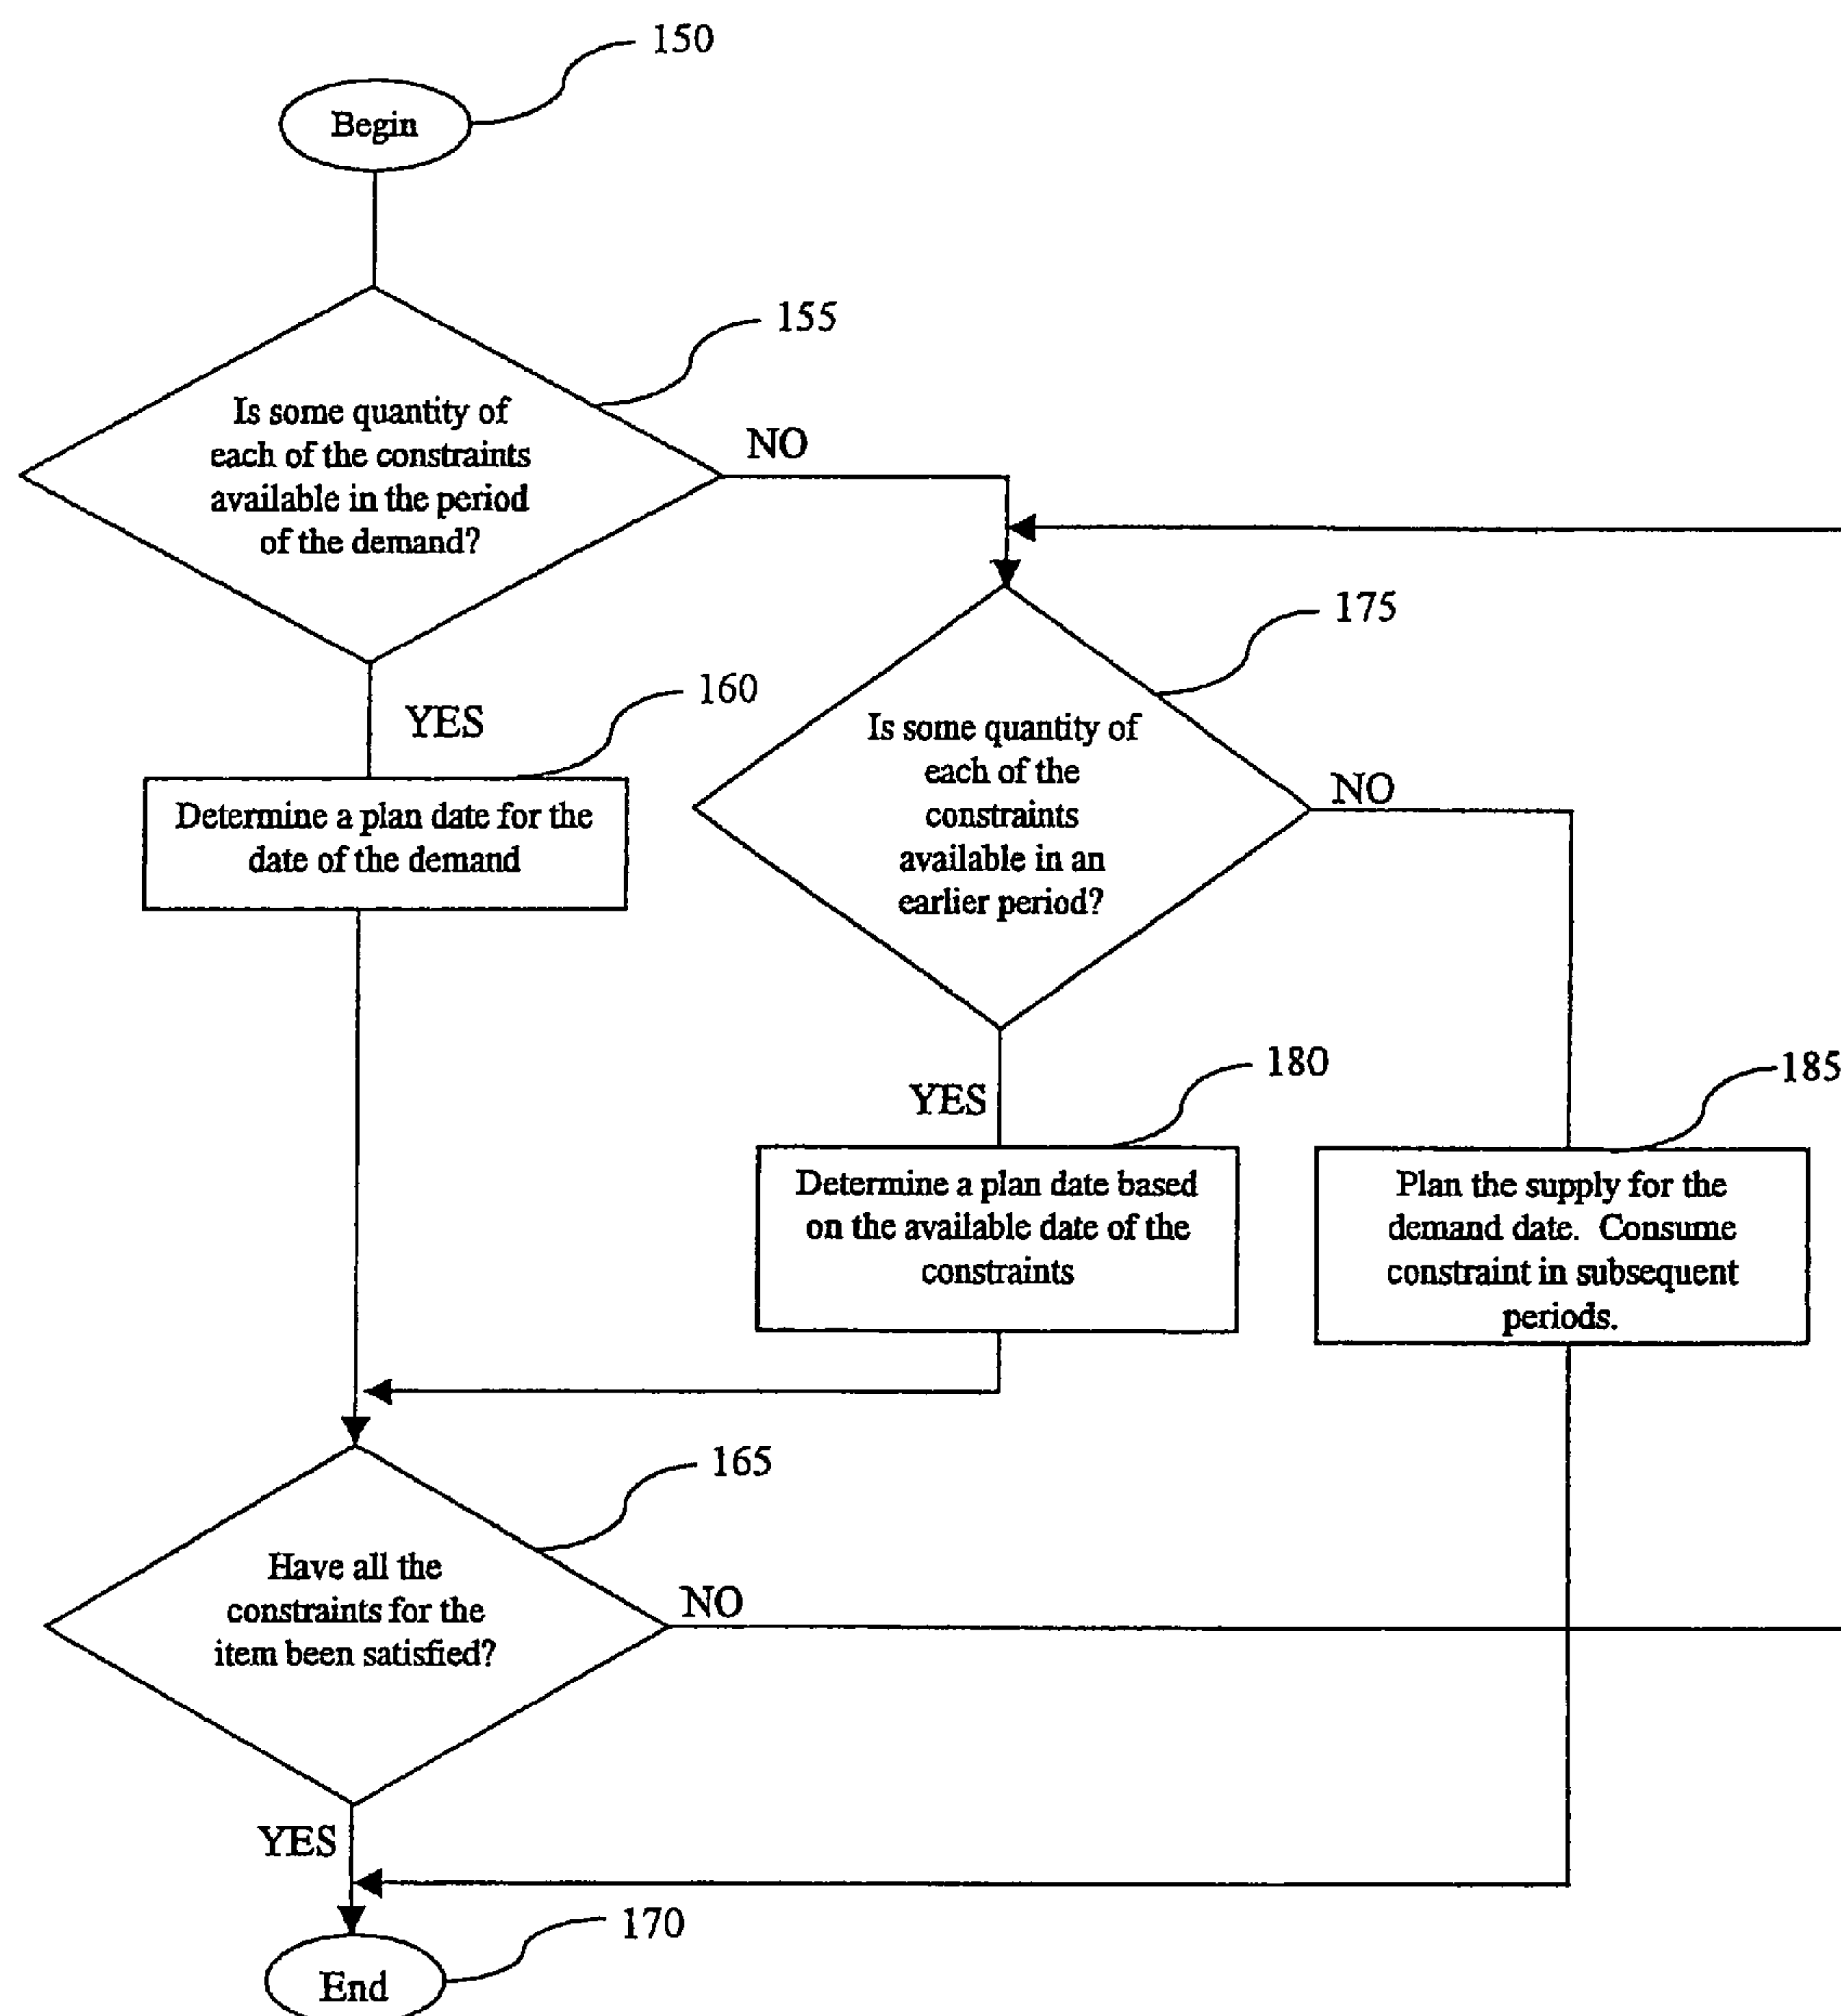 150
Begin
155
Is some quantity of
each of the constraints
available in the period
of the demand?
NO
175
160
YES
Is some quantity of
each of the
constraints
available in an
earlier period?
NO
Determine a plan date for the
date of the demand
180
185
YES
Determine a plan date based
on the available date of the
constraints
Plan the supply for the
demand date. Consume
constraint in subsequent
periods.
165
Have all the
constraints for the
item been satisfied?
NO
YES
170
End